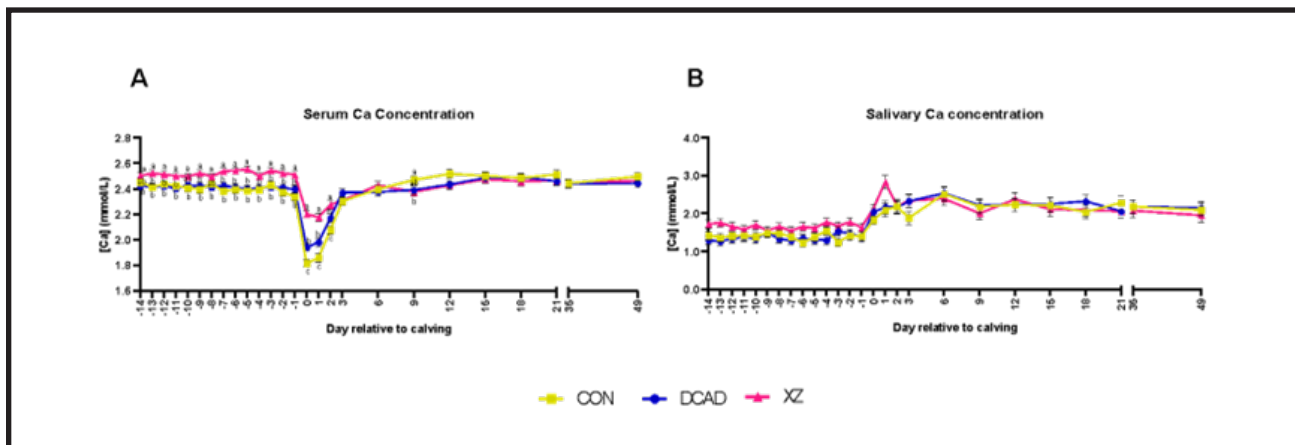 A
B
Serum Ca Concentration
Salivary Ca concentration
[Ca] (mmol/L)
2.8
2.6
2.4
2.2
2.0
1.8
1.6
-14 -13 -12 -11 -10 -9 -8 -7 -6 -5 -4 -3 -2 -1 0 1 2 3 6 9 12 15 18 21 35 49
Day relative to calving
[Ca] (mmol/L)
4.0
3.0
2.0
1.0
0.0
-14 -13 -12 -11 -10 -9 -8 -7 -6 -5 -4 -3 -2 -1 0 1 2 3 6 9 12 15 18 21 35 49
Day relative to calving
CON DCAD XZ